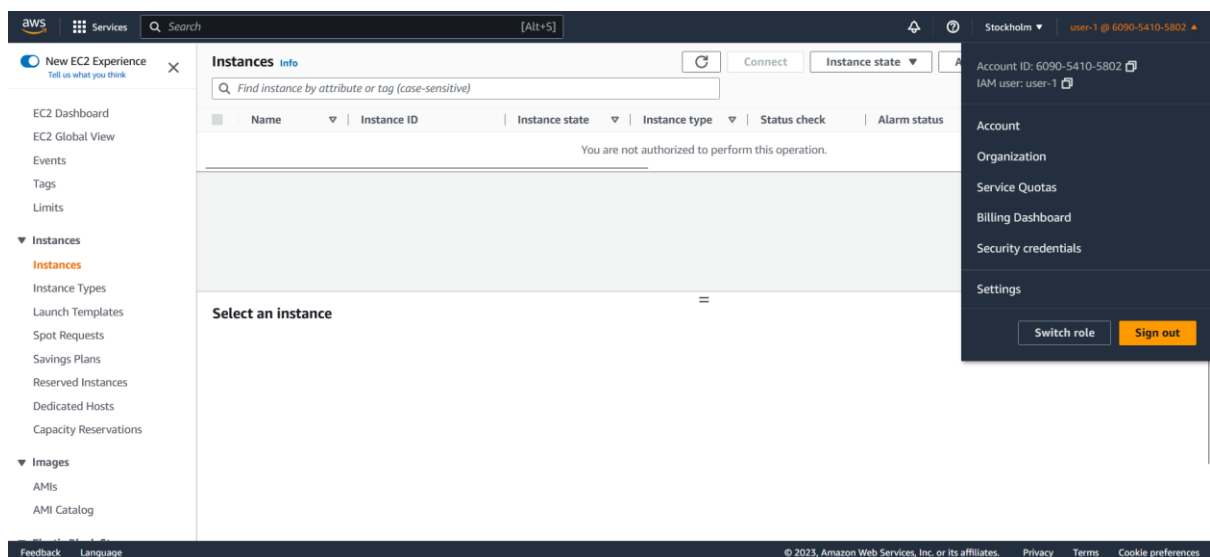 aws Services Search [Alt+S] Stockholm ▼ user-1 @ 6090-5410-5802 ▲
New EC2 Experience
Tell us what you think
EC2 Dashboard
EC2 Global View
Events
Tags
Limits
▼ Instances
Instances
Instance Types
Launch Templates
Spot Requests
Savings Plans
Reserved Instances
Dedicated Hosts
Capacity Reservations
▼ Images
AMIs
AMI Catalog
Instances Info
Connect Instance state ▼
Find instance by attribute or tag (case-sensitive)
Name Instance ID Instance state Instance type Status check Alarm status
You are not authorized to perform this operation.
Select an instance
Account ID: 6090-5410-5802
IAM user: user-1
Account
Organization
Service Quotas
Billing Dashboard
Security credentials
Settings
Switch role Sign out
Feedback Language © 2023, Amazon Web Services, Inc. or its affiliates. Privacy Terms Cookie preferences